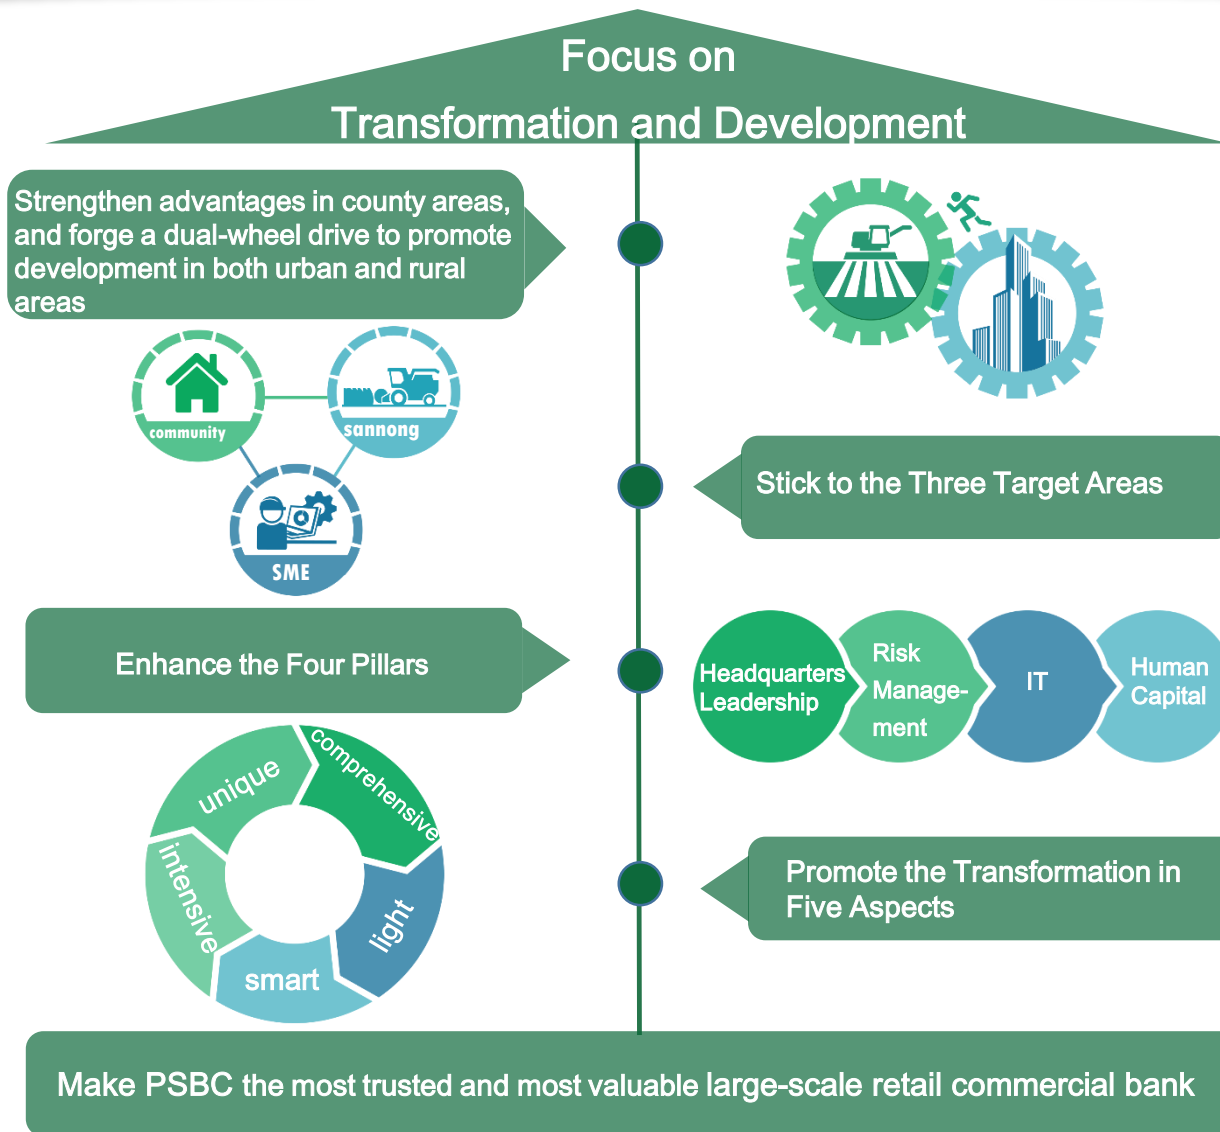 Focus on
Transformation and Development
Strengthen advantages in county areas,
and forge a dual-wheel drive to promote
development in both urban and rural
areas
community
sannong
SME
Stick to the Three Target Areas
Enhance the Four Pillars
Headquarters
Leadership
Risk
Manage-
ment
IT
Human
Capital
unique
comprehensive
intensive
light
smart
Promote the Transformation in
Five Aspects
Make PSBC the most trusted and most valuable large-scale retail commercial bank